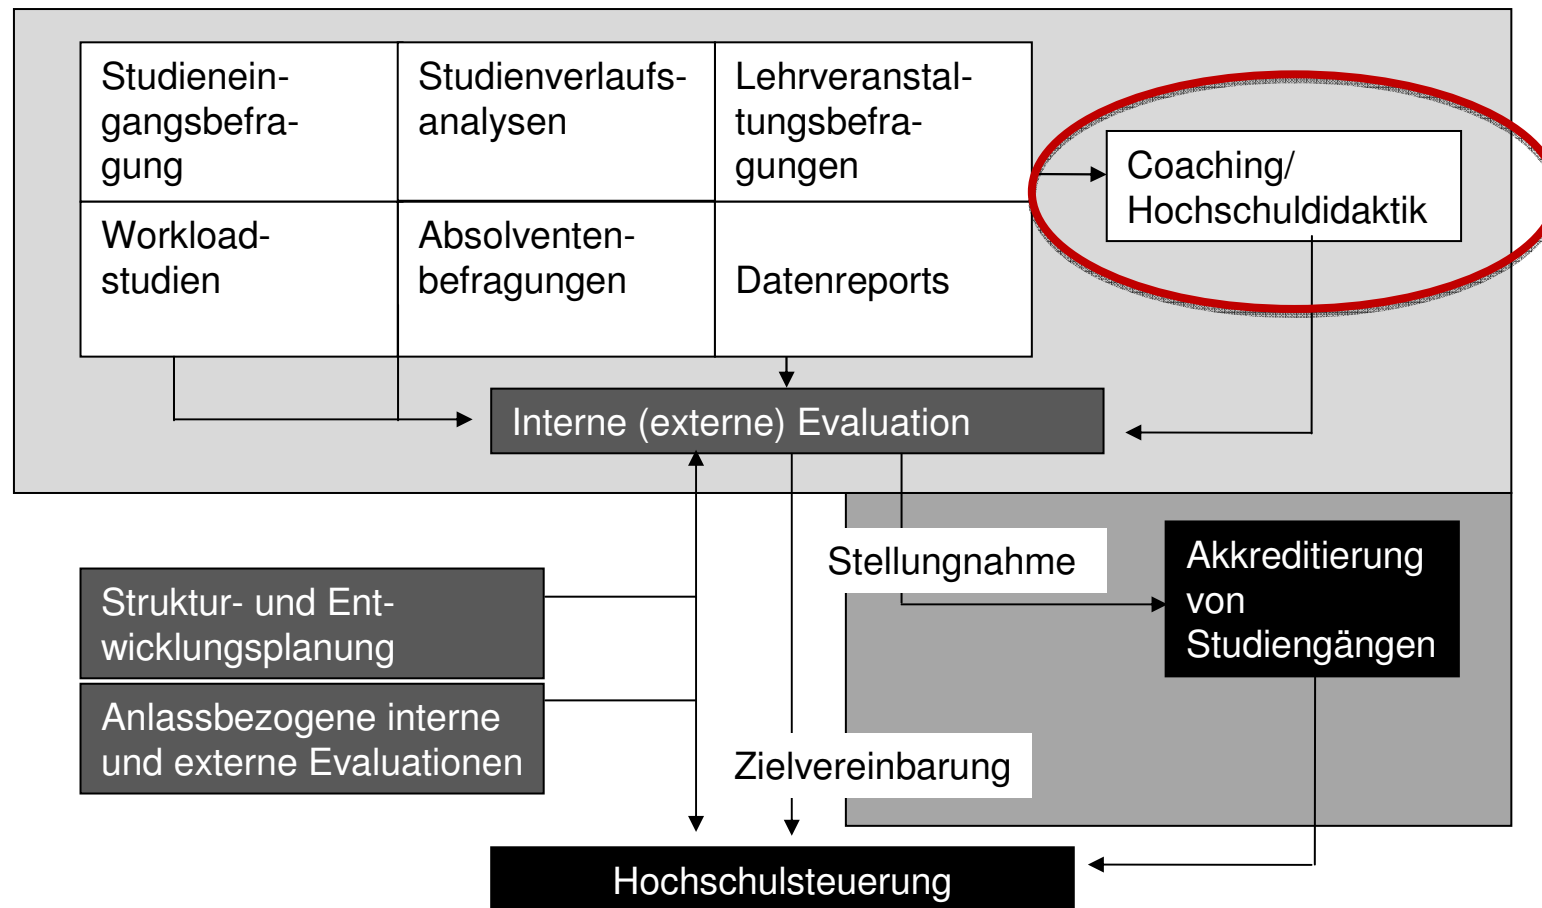 Studienein-
gangsbefra-
gung
Studienverlaufs-
analysen
Lehrveranstal-
tungsbefra-
gungen
Coaching/
Hochschuldidaktik
Workload-
studien
Absolventen-
befragungen
Datenreports
Interne (externe) Evaluation
Stellungnahme
Akkreditierung
von
Studiengängen
Struktur- und Ent-
wicklungsplanung
Anlassbezogene interne
und externe Evaluationen
Zielvereinbarung
Hochschulsteuerung